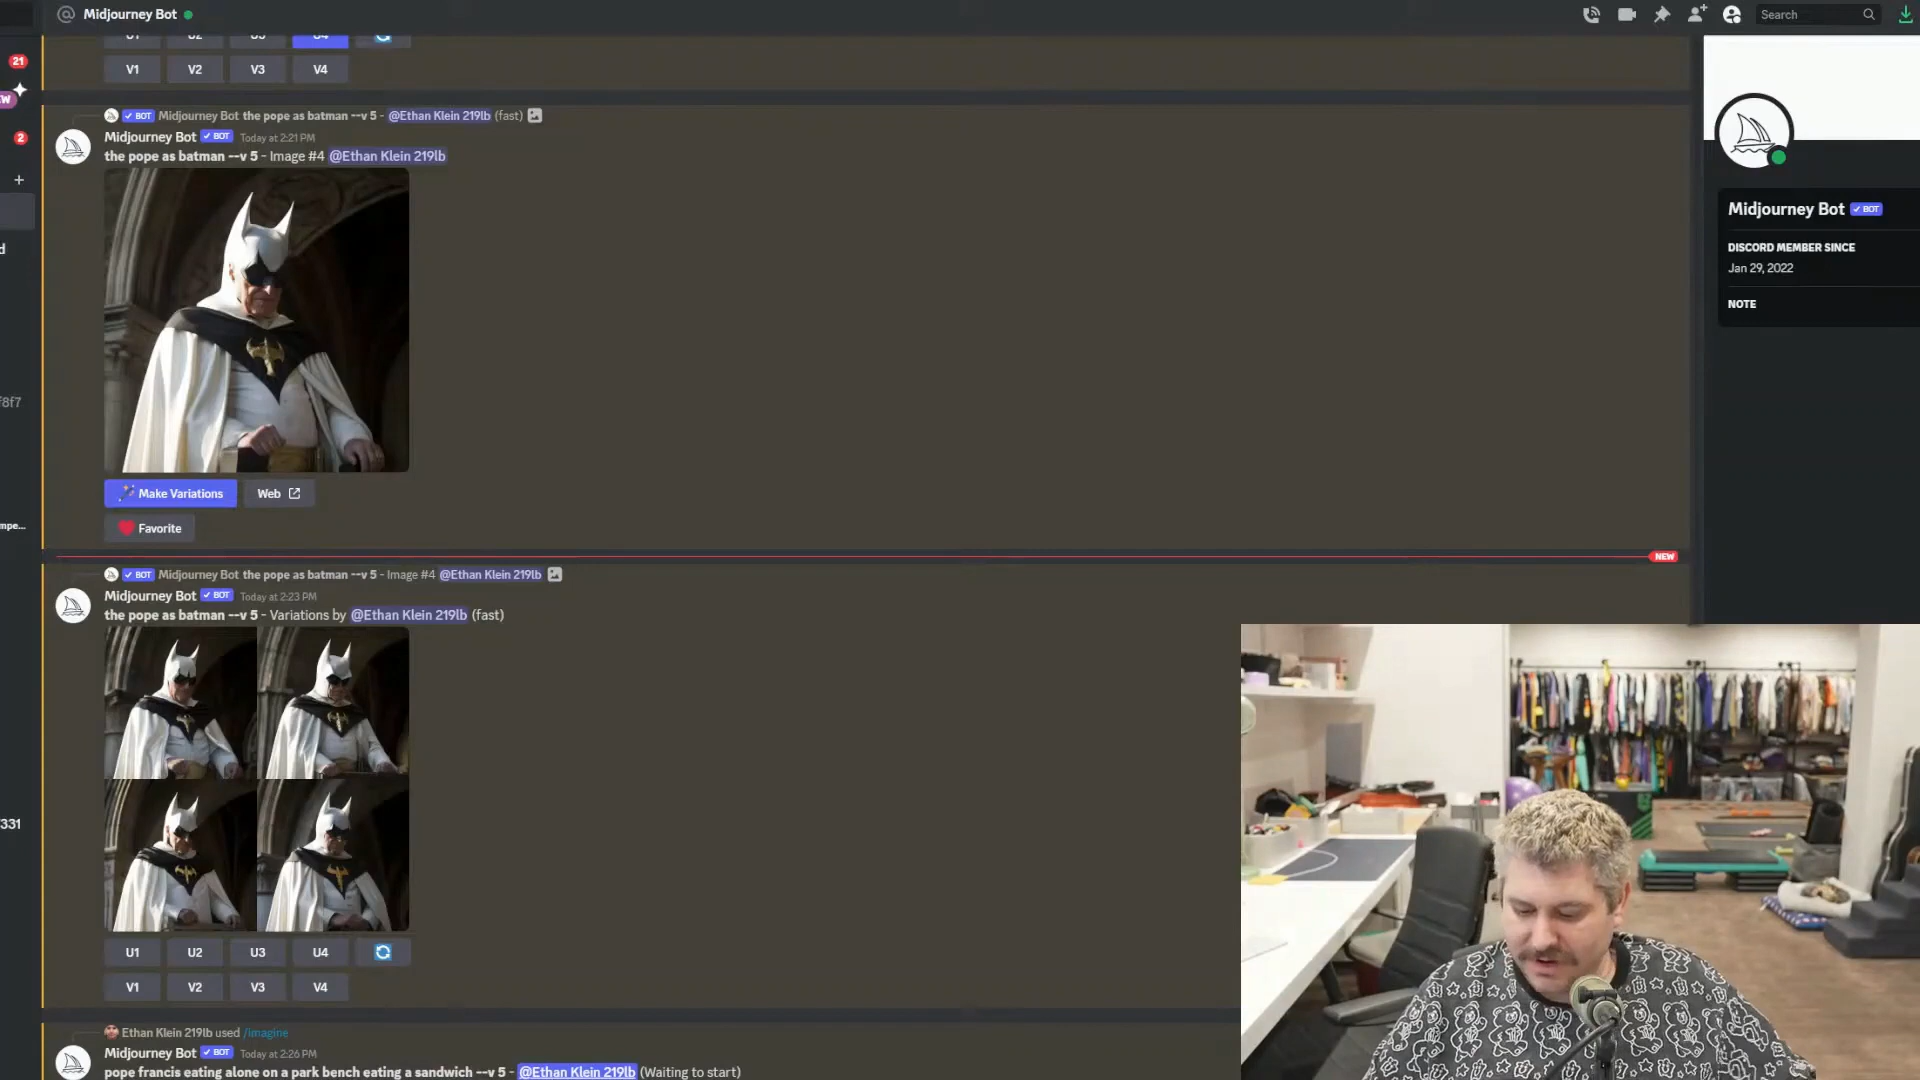 Midjourney Bot
Search
U1 U2 U3 U4
V1 V2 V3 V4
21
2
BOT Midjourney Bot the pope as batman --v 5 - @Ethan Klein 219lb (fast)
Midjourney Bot BOT Today at 2:21 PM
the pope as batman --v 5 - Image #4 @Ethan Klein 219lb
Make Variations Web
Favorite
NEW
BOT Midjourney Bot the pope as batman --v 5 - Image #4 @Ethan Klein 219lb
Midjourney Bot BOT Today at 2:23 PM
the pope as batman --v 5 - Variations by @Ethan Klein 219lb (fast)
U1 U2 U3 U4
V1 V2 V3 V4
Ethan Klein 219lb used /imagine
Midjourney Bot BOT Today at 2:26 PM
pope francis eating alone on a park bench eating a sandwich --v 5 - @Ethan Klein 219lb (Waiting to start)
Midjourney Bot BOT
DISCORD MEMBER SINCE
Jan 29, 2022
NOTE
f8f7
mpe...
331